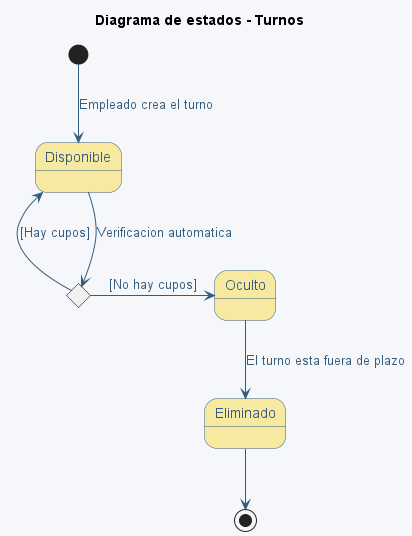 Diagrama de estados - Turnos
Empleado crea el turno
Disponible
[Hay cupos]
Verificacion automatica
[No hay cupos]
Oculto
El turno esta fuera de plazo
Eliminado